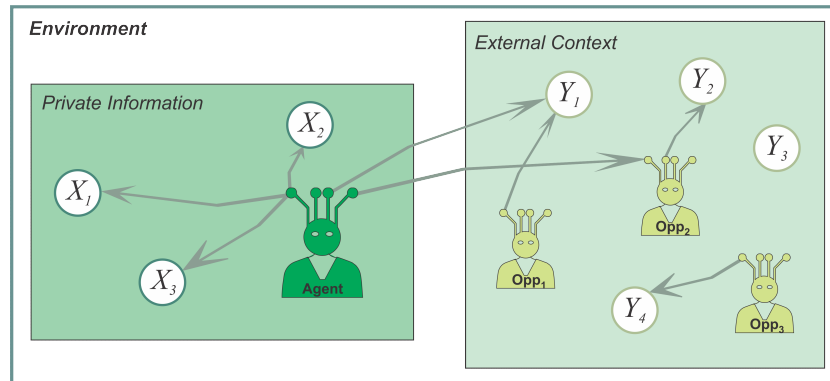 Environment
External Context
Private Information
X₂
Y₁
Y₂
Y₃
X₁
X₃
Agent
Opp₁
Opp₂
Y₄
Opp₃